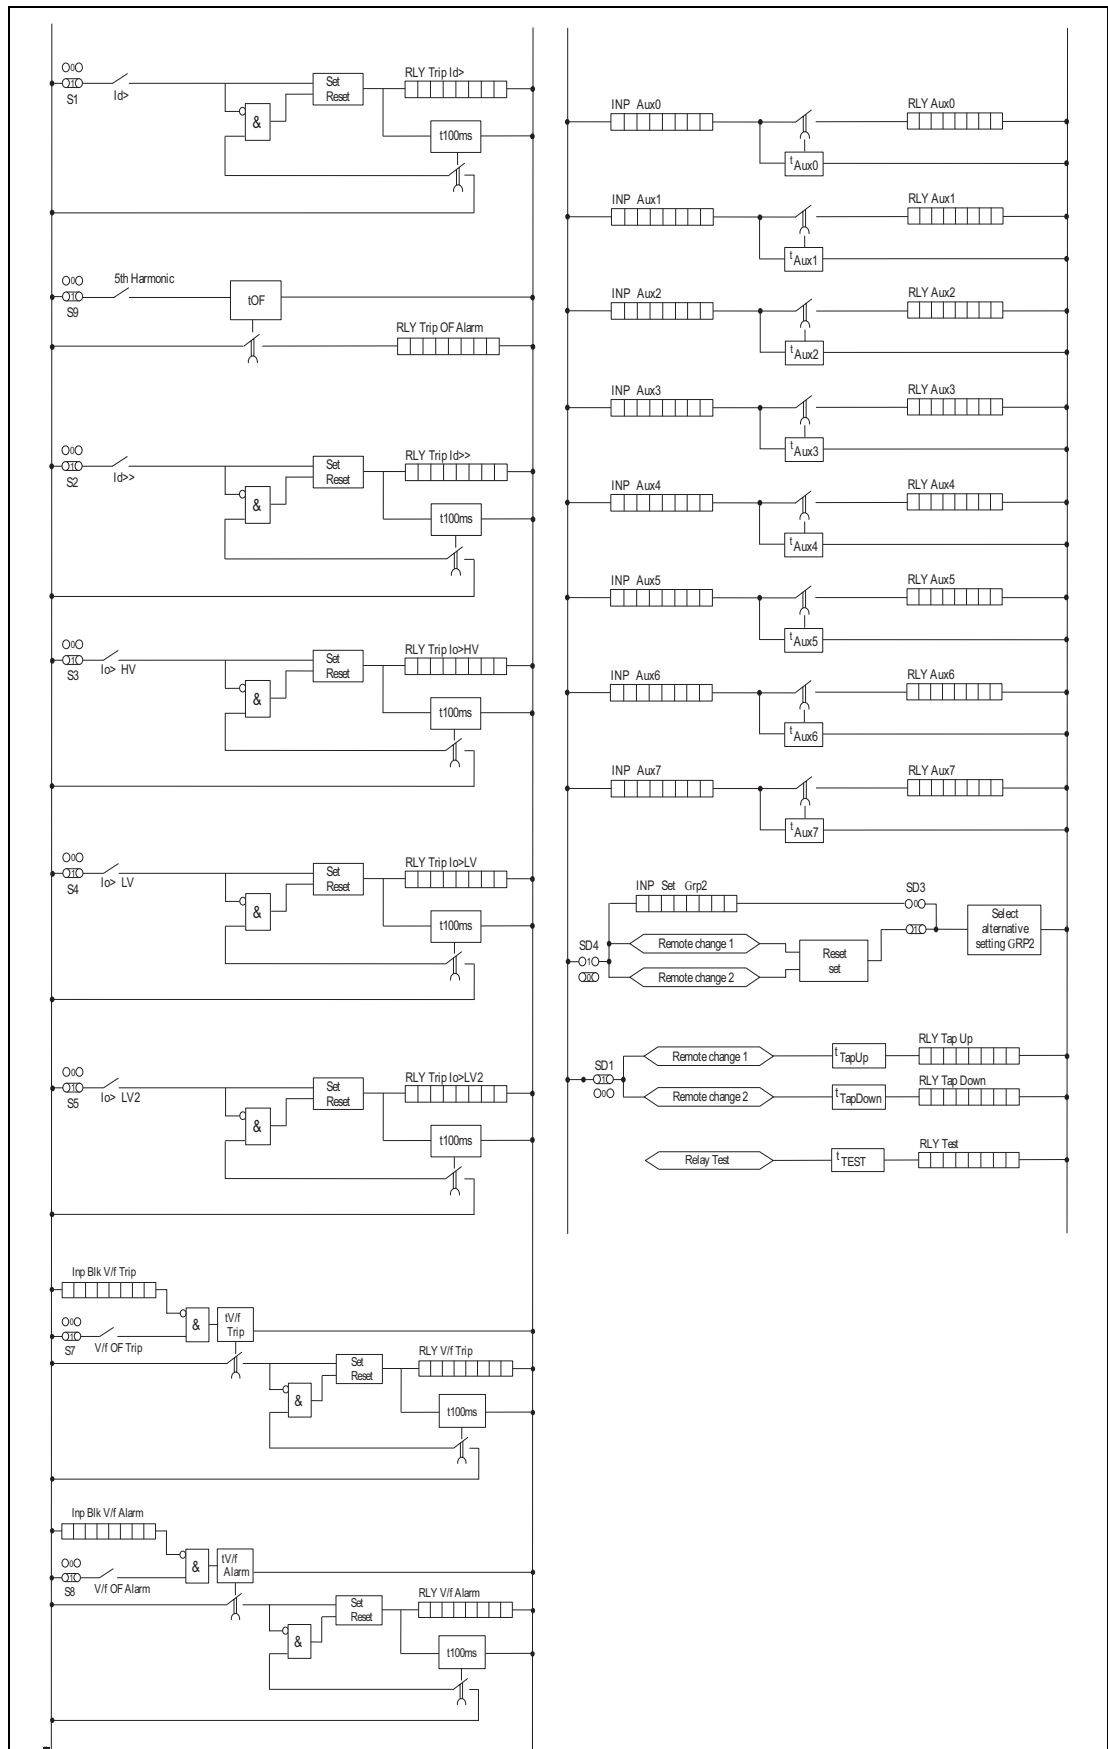 S1
Id>
Set
Reset
RLY Trip Id>
&
t100ms
S9
5th Harmonic
tOF
RLY Trip OF Alarm
S2
Id>>
Set
Reset
RLY Trip Id>>
&
t100ms
S3
Io> HV
Set
Reset
RLY Trip Io>HV
&
t100ms
S4
Io> LV
Set
Reset
RLY Trip Io>LV
&
t100ms
S5
Io> LV2
Set
Reset
RLY Trip Io>LV2
&
t100ms
Inp Blk V/f Trip
S7
V/f OF Trip
&
tV/f
Trip
Set
Reset
RLY V/f Trip
&
t100ms
Inp Blk V/f Alarm
S8
V/f OF Alarm
&
tV/f
Alarm
Set
Reset
RLY V/f Alarm
&
t100ms
INP Aux0
RLY Aux0
tAux0
INP Aux1
RLY Aux1
tAux1
INP Aux2
RLY Aux2
tAux2
INP Aux3
RLY Aux3
tAux3
INP Aux4
RLY Aux4
tAux4
INP Aux5
RLY Aux5
tAux5
INP Aux6
RLY Aux6
tAux6
INP Aux7
RLY Aux7
tAux7
INP Set Grp2
SD3
SD4
1
Remote change 1
Remote change 2
Reset
set
0
1
Select
alternative
setting GRP2
SD1
Remote change 1
tTapUp
RLY Tap Up
Remote change 2
tTapDown
RLY Tap Down
Relay Test
tTEST
RLY Test